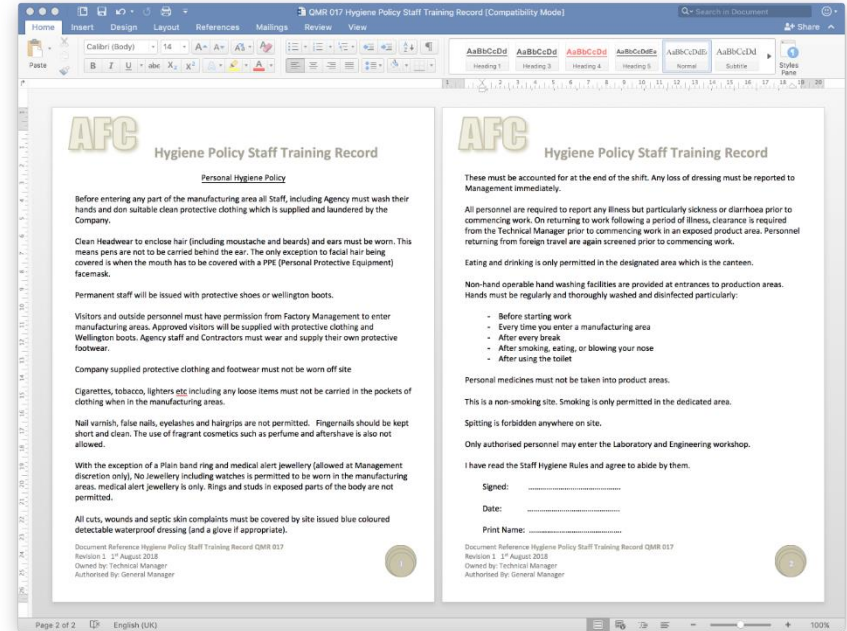 QMR 017 Hygiene Policy Staff Training Record [Compatibility Mode]
Search in Document
Home Insert Design Layout References Mailings Review View
Share
Paste
Calibri (Body) 14
B I U abc X₂ X²
AaBbCcDd AaBbCcDd AaBbCcDd AaBbCcDdEe AaBbCcDdEe AaBbCcDd
Heading 1 Heading 3 Heading 4 Heading 5 Normal Subtitle
Styles Pane
AFC
Hygiene Policy Staff Training Record
Personal Hygiene Policy
Before entering any part of the manufacturing area all Staff, including Agency must wash their
hands and don suitable clean protective clothing which is supplied and laundered by the
Company.
Clean Headwear to enclose hair (including moustache and beards) and ears must be worn. This
means pens are not to be carried behind the ear. The only exception to facial hair being
covered is when the mouth has to be covered with a PPE (Personal Protective Equipment)
facemask.
Permanent staff will be issued with protective shoes or wellington boots.
Visitors and outside personnel must have permission from Factory Management to enter
manufacturing areas. Approved visitors will be supplied with protective clothing and
Wellington boots. Agency staff and Contractors must wear and supply their own protective
footwear.
Company supplied protective clothing and footwear must not be worn off site
Cigarettes, tobacco, lighters etc including any loose items must not be carried in the pockets of
clothing when in the manufacturing areas.
Nail varnish, false nails, eyelashes and hairgrips are not permitted. Fingernails should be kept
short and clean. The use of fragrant cosmetics such as perfume and aftershave is also not
allowed.
With the exception of a Plain band ring and medical alert jewellery (allowed at Management
discretion only), No Jewellery including watches is permitted to be worn in the manufacturing
areas. medical alert jewellery is only. Rings and studs in exposed parts of the body are not
permitted.
All cuts, wounds and septic skin complaints must be covered by site issued blue coloured
detectable waterproof dressing (and a glove if appropriate).
Document Reference Hygiene Policy Staff Training Record QMR 017
Revision 1 1st August 2018
Owned by: Technical Manager
Authorised By: General Manager
1
AFC
Hygiene Policy Staff Training Record
These must be accounted for at the end of the shift. Any loss of dressing must be reported to
Management immediately.
All personnel are required to report any illness but particularly sickness or diarrhoea prior to
commencing work. On returning to work following a period of illness, clearance is required
from the Technical Manager prior to commencing work in an exposed product area. Personnel
returning from foreign travel are again screened prior to commencing work.
Eating and drinking is only permitted in the designated area which is the canteen.
Non-hand operable hand washing facilities are provided at entrances to production areas.
Hands must be regularly and thoroughly washed and disinfected particularly:
- Before starting work
- Every time you enter a manufacturing area
- After every break
- After smoking, eating, or blowing your nose
- After using the toilet
Personal medicines must not be taken into product areas.
This is a non-smoking site. Smoking is only permitted in the dedicated area.
Spitting is forbidden anywhere on site.
Only authorised personnel may enter the Laboratory and Engineering workshop.
I have read the Staff Hygiene Rules and agree to abide by them.
Signed: ..........................................
Date: ..........................................
Print Name: ..........................................
Document Reference Hygiene Policy Staff Training Record QMR 017
Revision 1 1st August 2018
Owned by: Technical Manager
Authorised By: General Manager
2
Page 2 of 2 English (UK) 100%